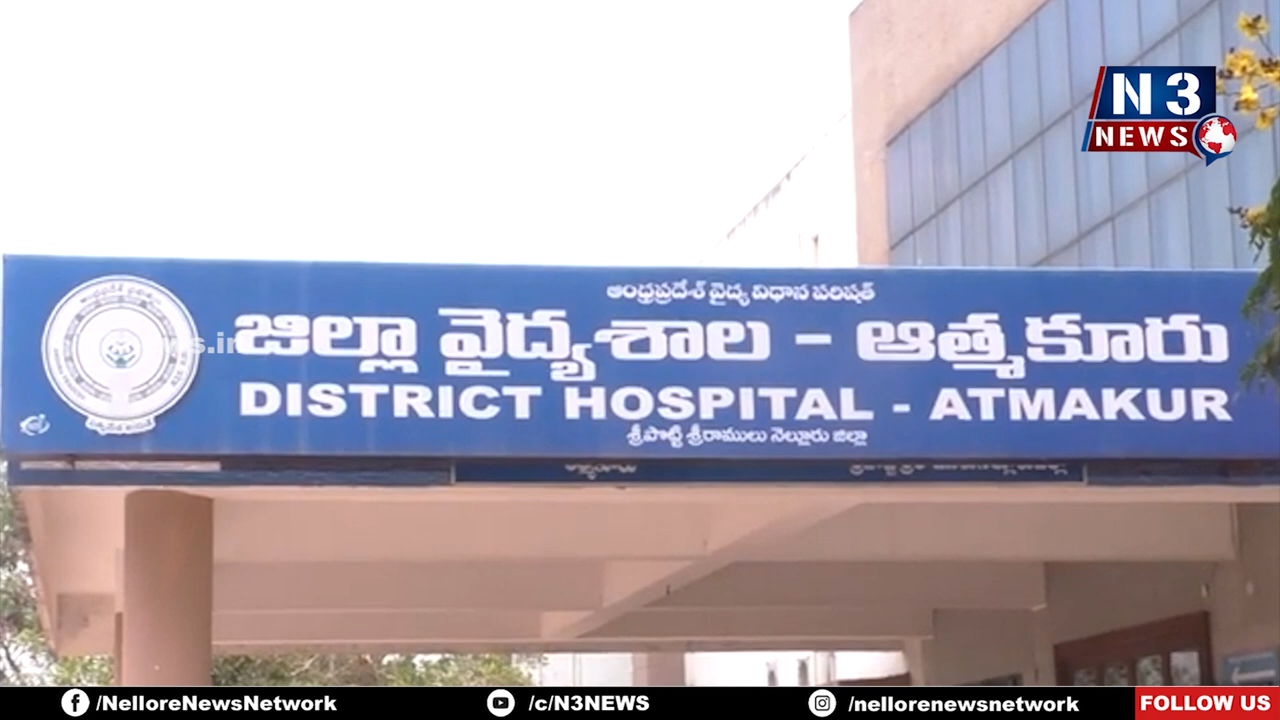 N3
NEWS
ఆంధ్రప్రదేశ్ వైద్య విధాన పరిషత్
జిల్లా వైద్యశాల - ఆత్మకూరు
DISTRICT HOSPITAL - ATMAKUR
శ్రీపొట్టి శ్రీరాములు నెల్లూరు జిల్లా
/NelloreNewsNetwork
/c/N3NEWS
/nellorenewsnetwork
FOLLOW US